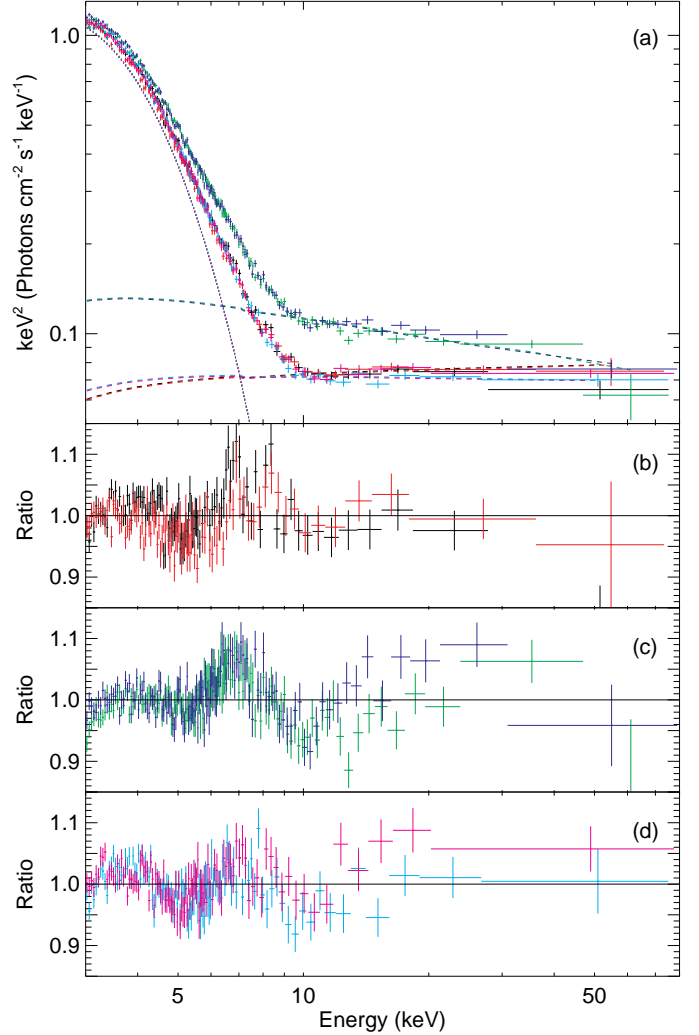 (a)
1.0
0.1
keV² (Photons cm⁻² s⁻¹ keV⁻¹)
(b)
1.1
1.0
0.9
Ratio
(c)
1.1
1.0
0.9
Ratio
(d)
1.1
1.0
0.9
Ratio
5 10 50
Energy (keV)